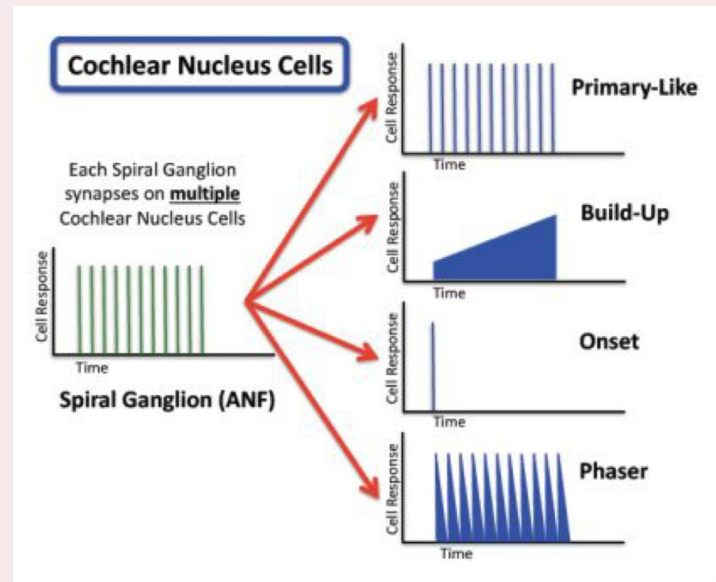 Cochlear Nucleus Cells
Each Spiral Ganglion
synapses on multiple
Cochlear Nucleus Cells
Cell Response
Time
Spiral Ganglion (ANF)
Cell Response
Time
Primary-Like
Cell Response
Time
Build-Up
Cell Response
Time
Onset
Cell Response
Time
Phaser